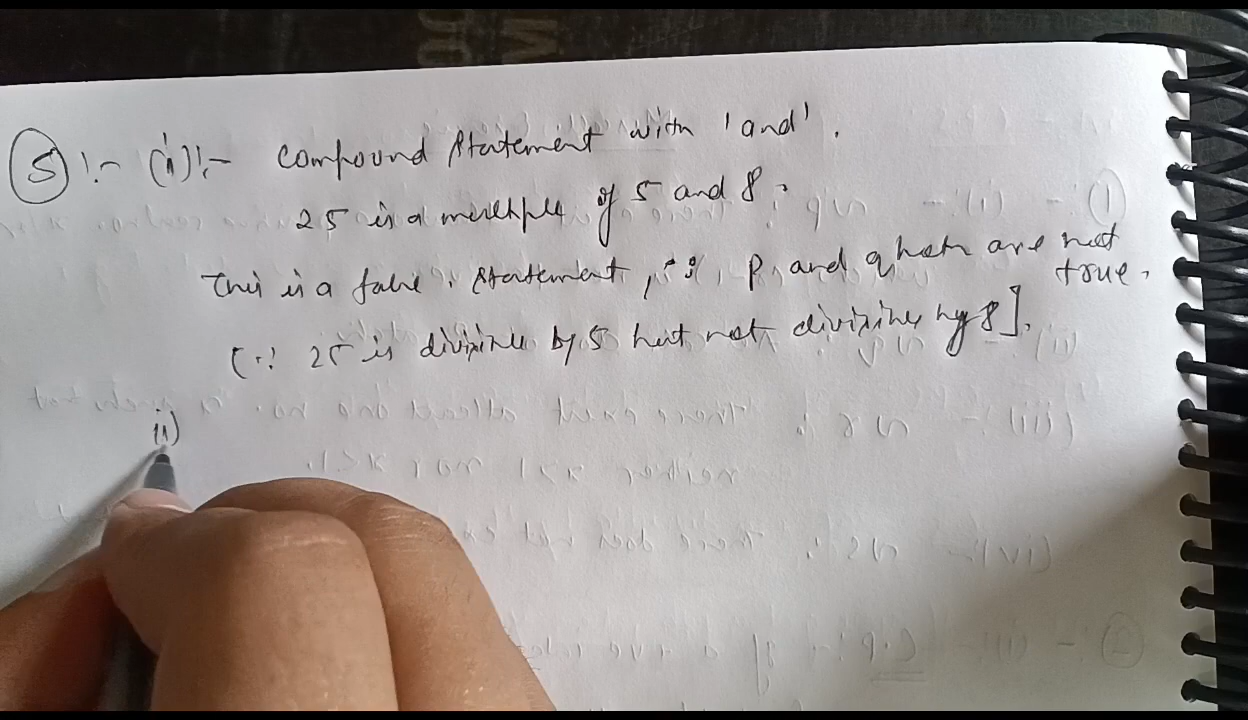 (5) :- (i) :- Compound Statement with 'and'.
25 is a multiple of 5 and 8.
This is a false. Statement, ∵ p and q both are not
true.
[∵ 25 is divisible by 5 but not divisible by 8].
ii)